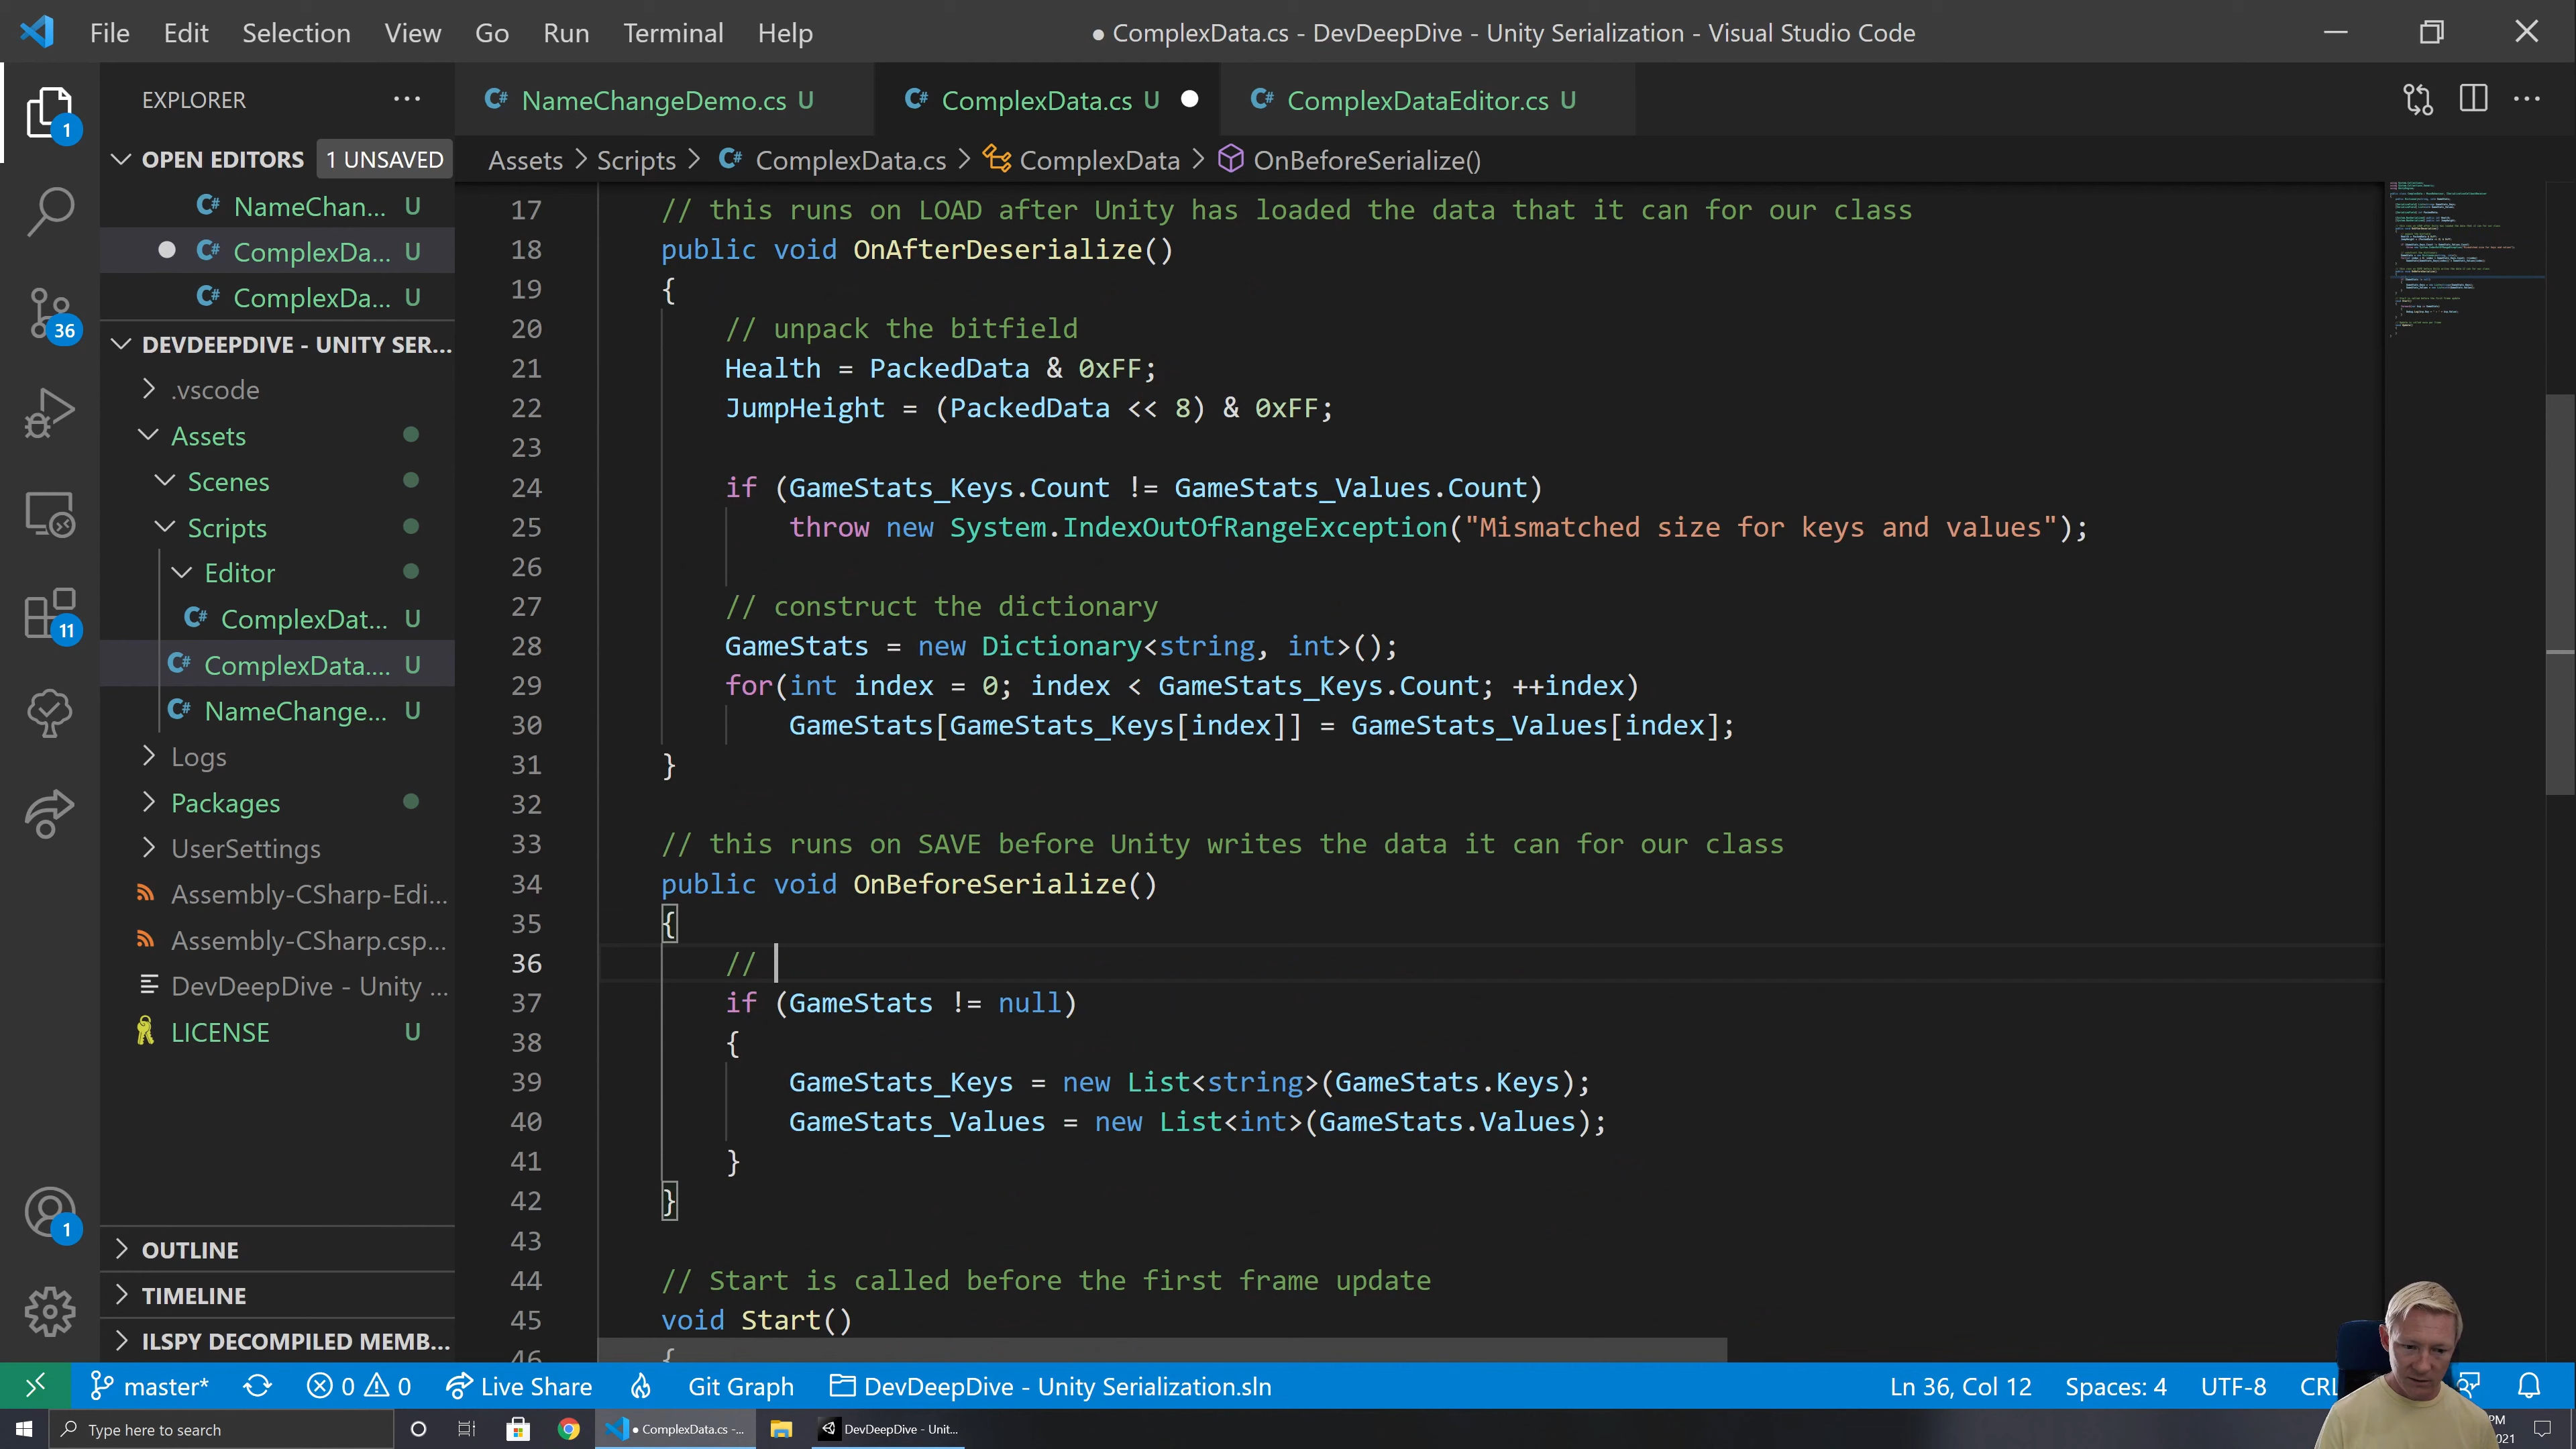 File Edit Selection View Go Run Terminal Help
● ComplexData.cs - DevDeepDive - Unity Serialization - Visual Studio Code
EXPLORER
OPEN EDITORS 1 UNSAVED
NameChan... U
ComplexDa... U
ComplexDa... U
DEVDEEPDIVE - UNITY SER...
.vscode
Assets
Scenes
Scripts
Editor
ComplexDat... U
ComplexData.... U
NameChange... U
Logs
Packages
UserSettings
Assembly-CSharp-Edi...
Assembly-CSharp.csp...
DevDeepDive - Unity ...
LICENSE U
OUTLINE
TIMELINE
ILSPY DECOMPILED MEMB...
1
36
11
1
NameChangeDemo.cs U
ComplexData.cs U
ComplexDataEditor.cs U
Assets > Scripts > ComplexData.cs > ComplexData > OnBeforeSerialize()
17 // this runs on LOAD after Unity has loaded the data that it can for our class
18 public void OnAfterDeserialize()
19 {
20 // unpack the bitfield
21 Health = PackedData & 0xFF;
22 JumpHeight = (PackedData << 8) & 0xFF;
23
24 if (GameStats_Keys.Count != GameStats_Values.Count)
25 throw new System.IndexOutOfRangeException("Mismatched size for keys and values");
26
27 // construct the dictionary
28 GameStats = new Dictionary<string, int>();
29 for(int index = 0; index < GameStats_Keys.Count; ++index)
30 GameStats[GameStats_Keys[index]] = GameStats_Values[index];
31 }
32
33 // this runs on SAVE before Unity writes the data it can for our class
34 public void OnBeforeSerialize()
35 {
36 //
37 if (GameStats != null)
38 {
39 GameStats_Keys = new List<string>(GameStats.Keys);
40 GameStats_Values = new List<int>(GameStats.Values);
41 }
42 }
43
44 // Start is called before the first frame update
45 void Start()
46 {
master* 0 0 Live Share Git Graph DevDeepDive - Unity Serialization.sln Ln 36, Col 12 Spaces: 4 UTF-8
Type here to search
● ComplexData.cs -...
DevDeepDive - Unit...